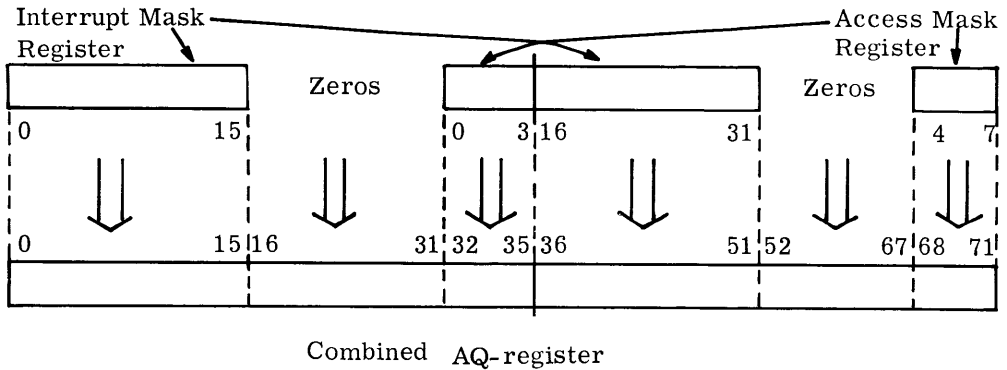 Interrupt Mask
Register
Access Mask
Register
Zeros
Zeros
0 15 0 3 16 31 4 7
0 15 16 31 32 35 36 51 52 67 68 71
Combined AQ-register